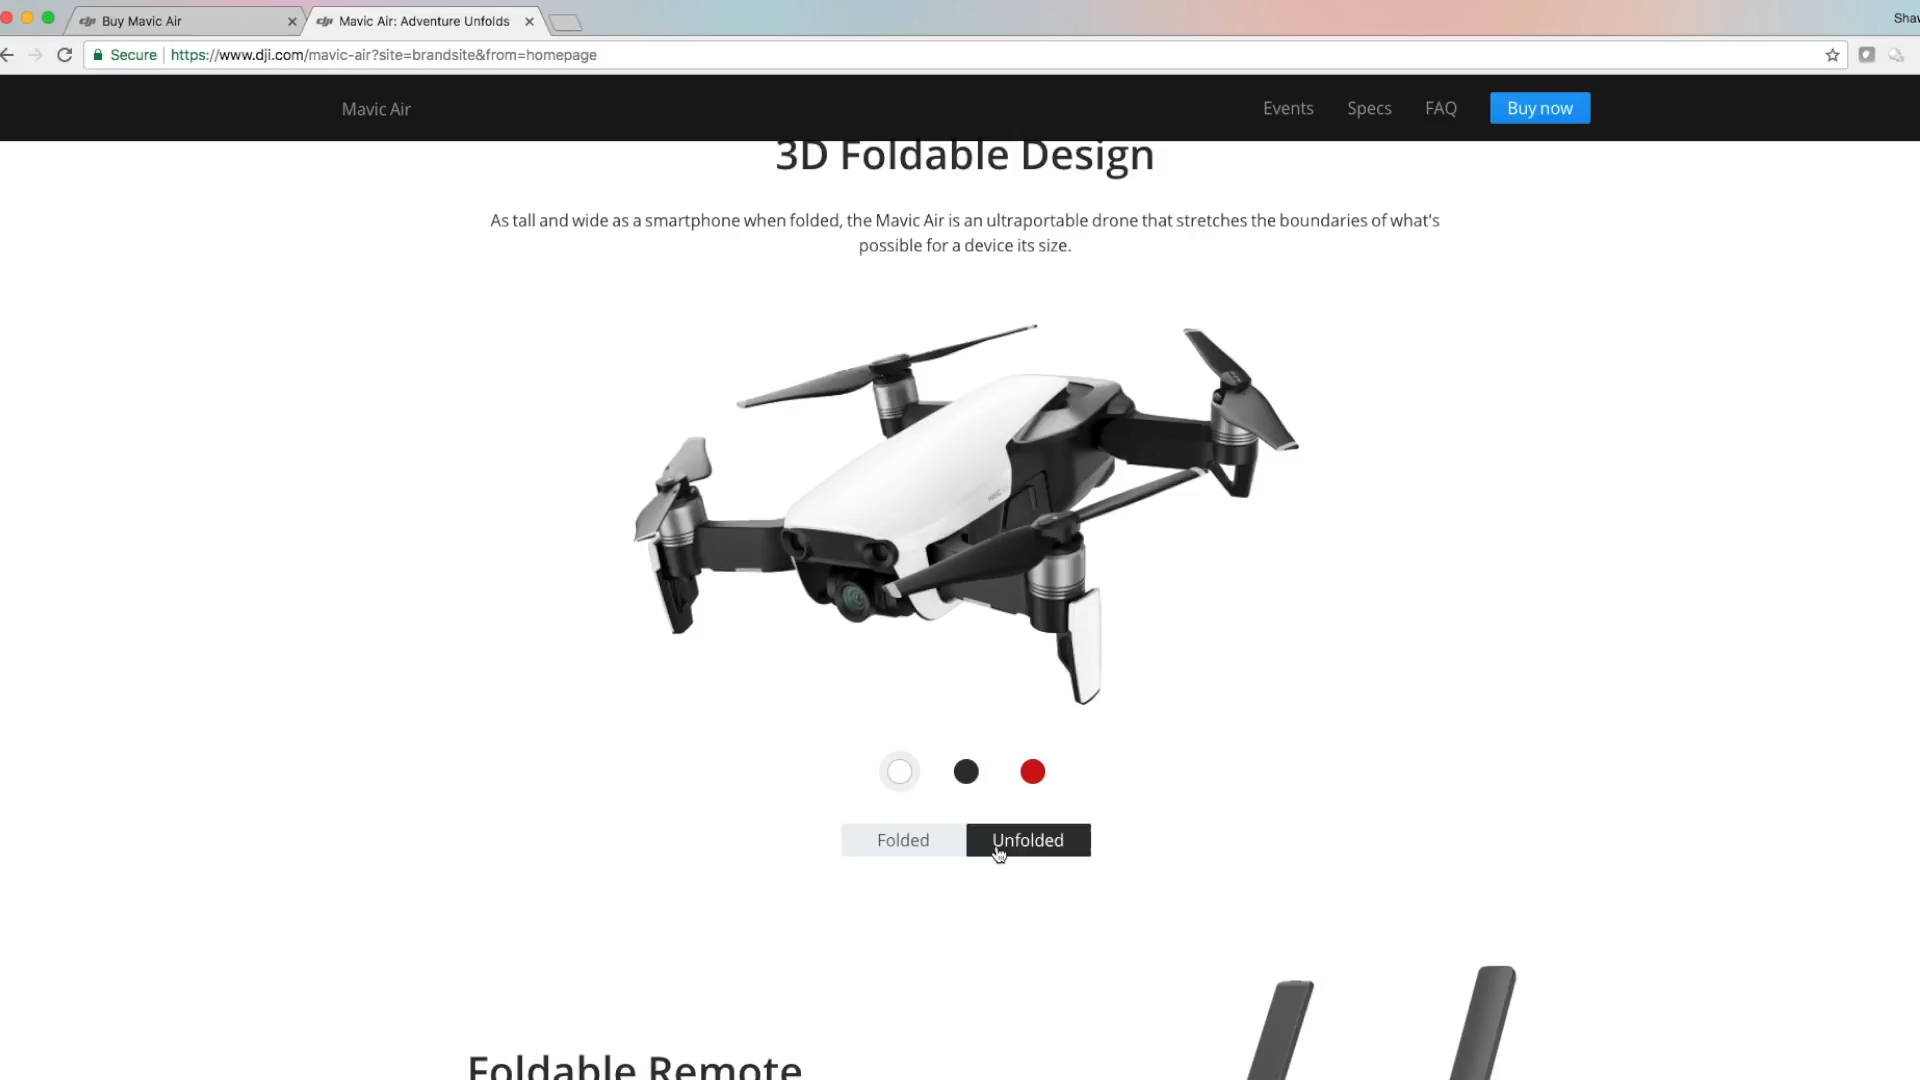 Buy Mavic Air
Mavic Air: Adventure Unfolds
Secure
https://www.dji.com/mavic-air?site=brandsite&from=homepage
Mavic Air
Events
Specs
FAQ
Buy now
3D Foldable Design
As tall and wide as a smartphone when folded, the Mavic Air is an ultraportable drone that stretches the boundaries of what's
possible for a device its size.
Folded
Unfolded
Foldable Remote